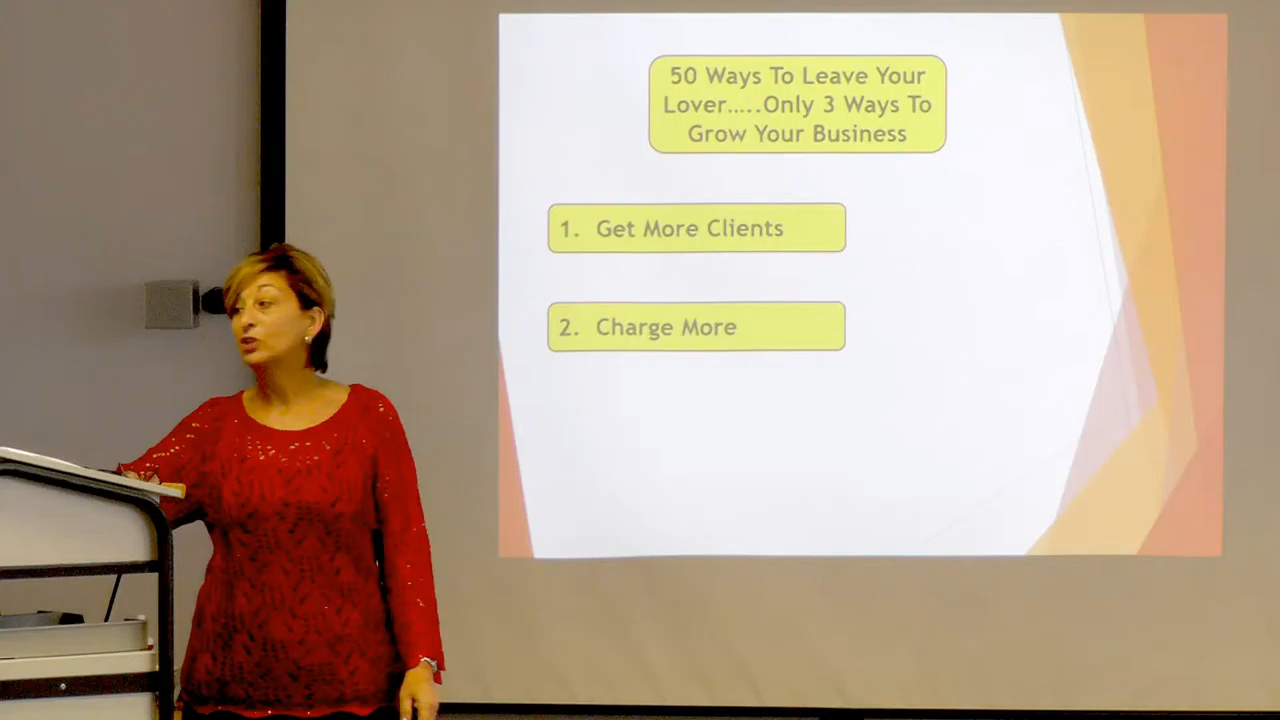 50 Ways To Leave Your
Lover.....Only 3 Ways To
Grow Your Business
1. Get More Clients
2. Charge More